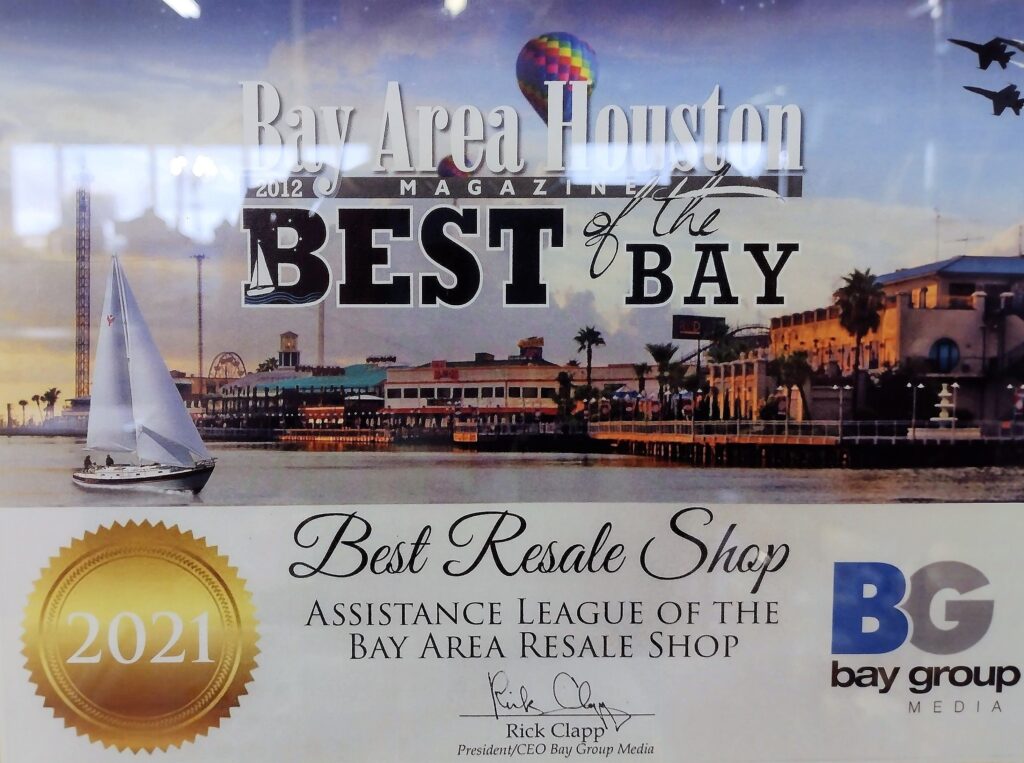 Bay Area Houston
2012 MAGAZINE
BEST of the BAY
Best Resale Shop
ASSISTANCE LEAGUE OF THE
BAY AREA RESALE SHOP
2021
BG
bay group
MEDIA
Rick Clapp
Rick Clapp
President/CEO Bay Group Media